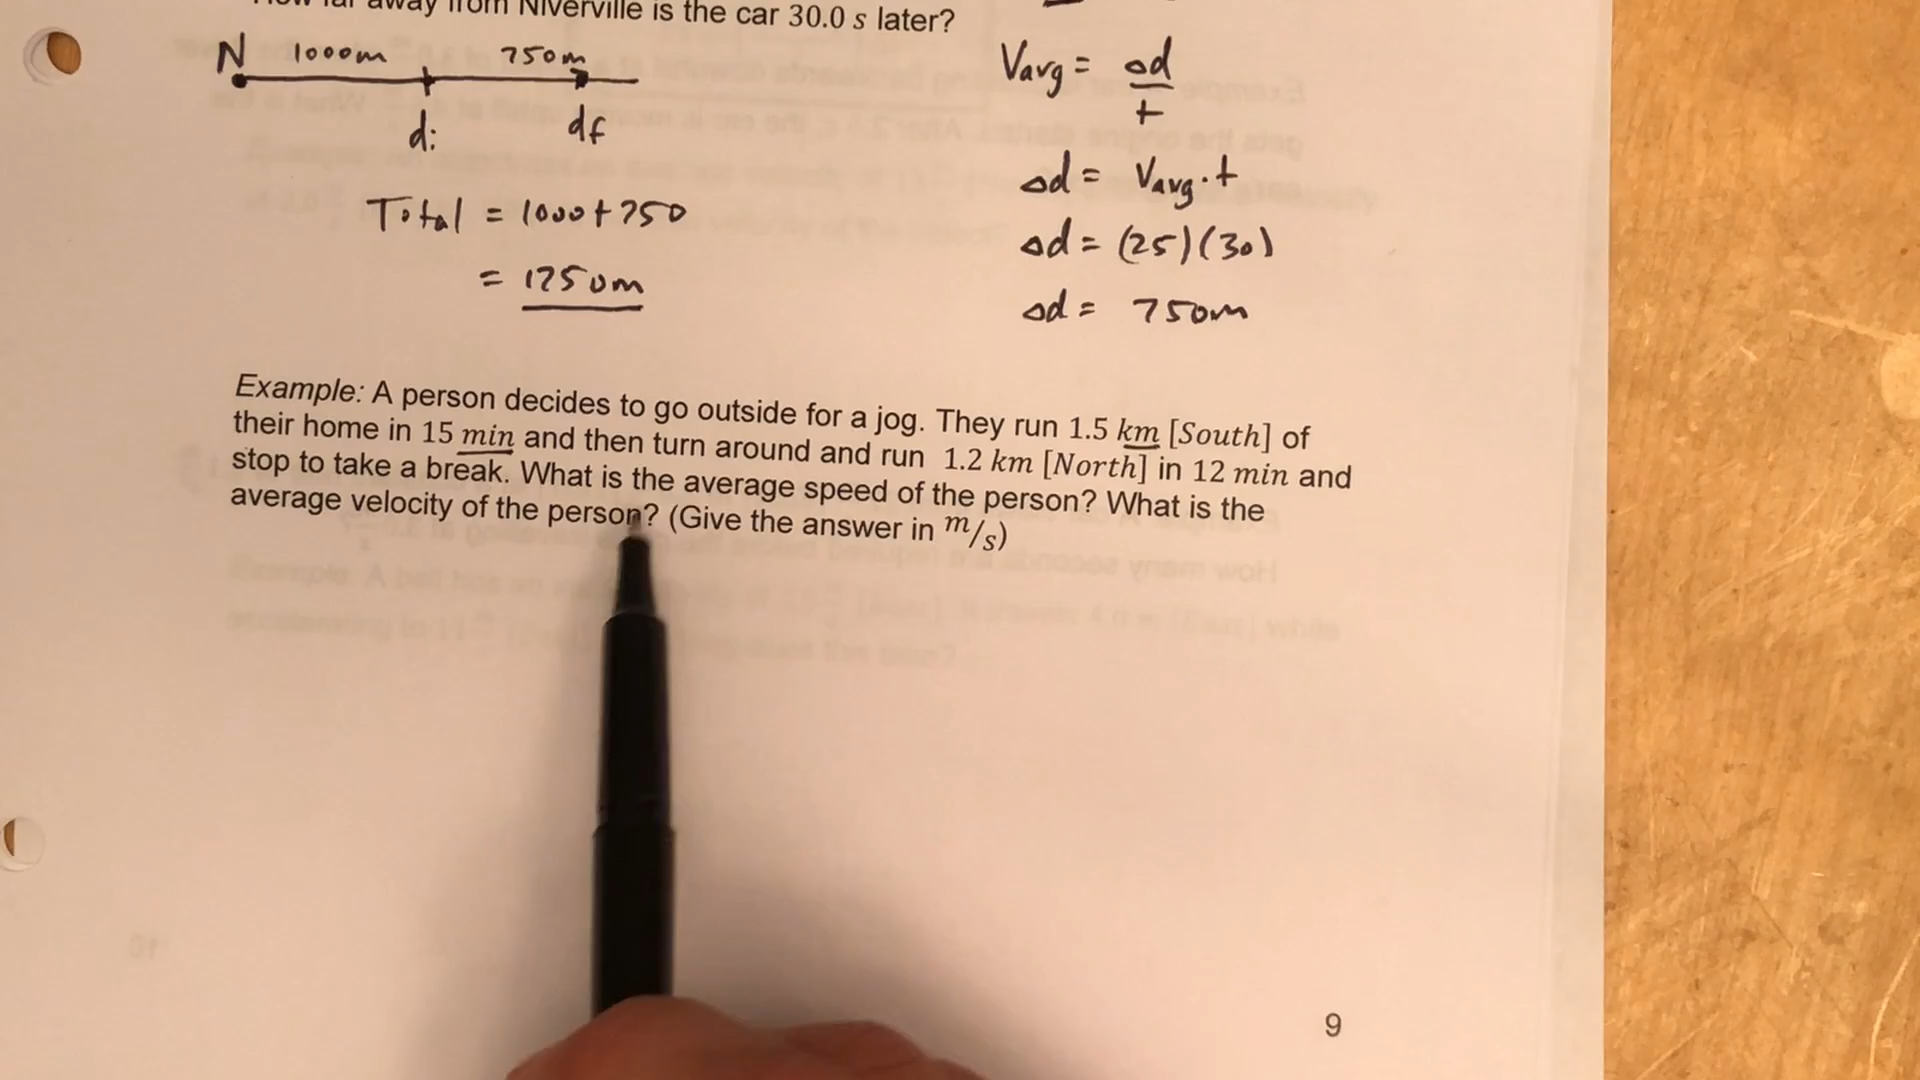 How far away from Niverville is the car 30.0 s later?
N 1000m 750m
di df
Total = 1000+750
= 1750m
Vavg = Δd
t
Δd = Vavg·t
Δd = (25)(30)
Δd = 750m
Example: A person decides to go outside for a jog. They run 1.5 km [South] of
their home in 15 min and then turn around and run 1.2 km [North] in 12 min and
stop to take a break. What is the average speed of the person? What is the
average velocity of the person? (Give the answer in m/s)
9